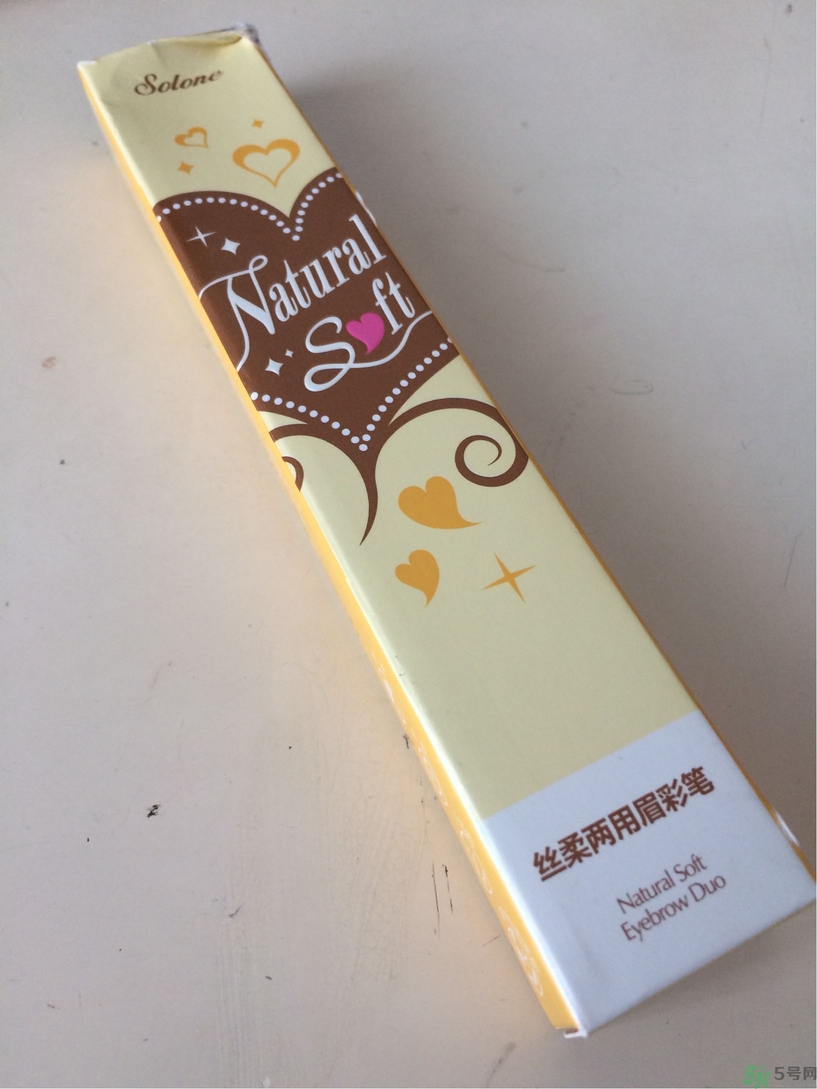 Solone
Natural
Soft
丝柔两用眉彩笔
Natural Soft
Eyebrow Duo
5号网